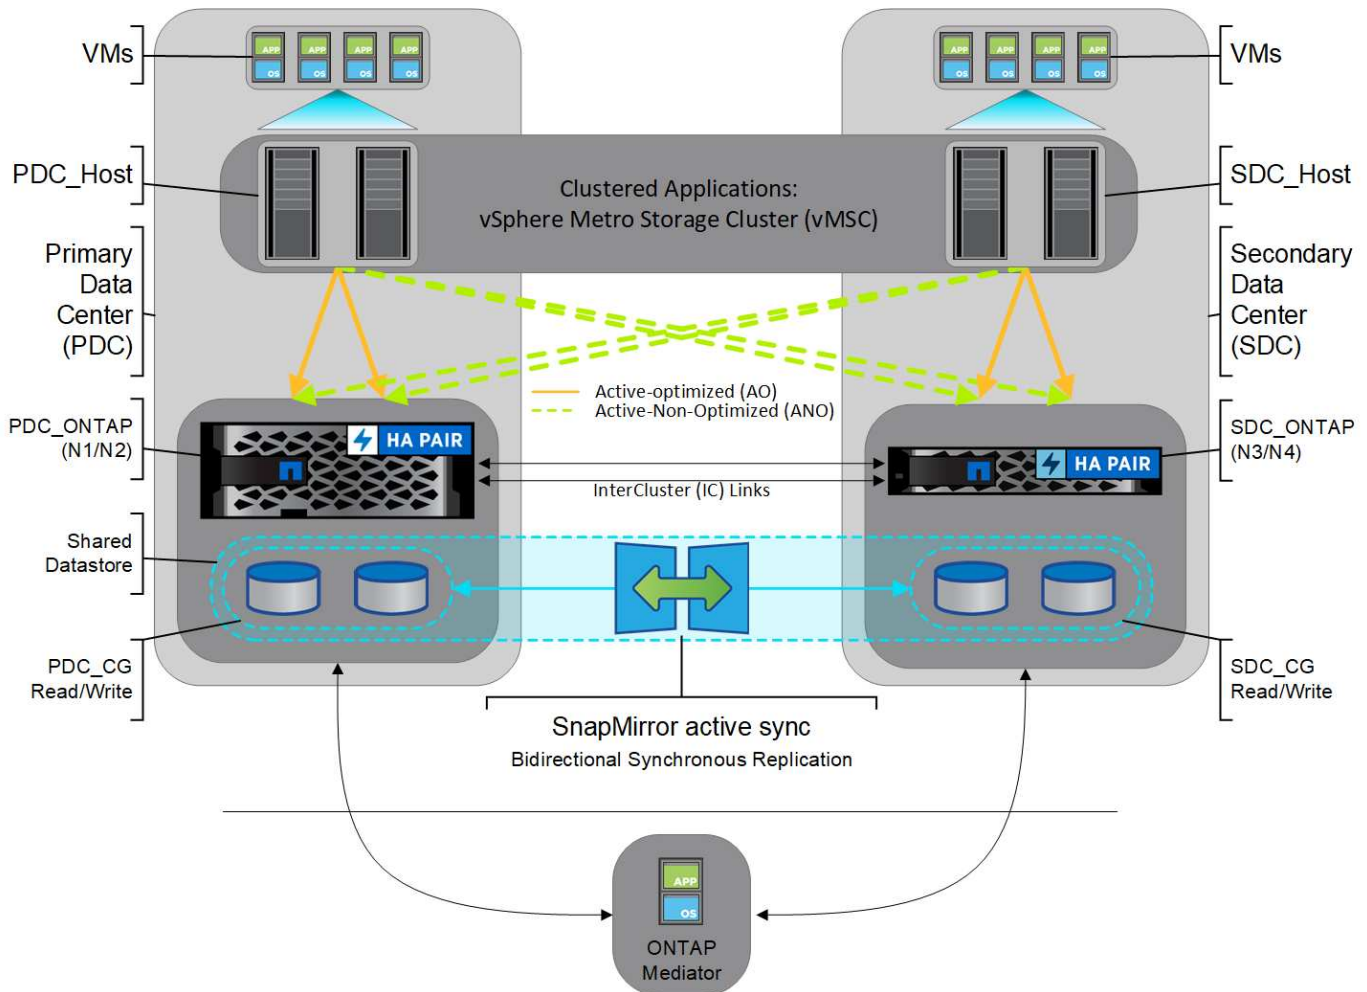 VMs
APP APP APP APP
OS OS OS OS
APP APP APP APP
OS OS OS OS
VMs
PDC_Host
Clustered Applications:
vSphere Metro Storage Cluster (vMSC)
SDC_Host
Primary
Data
Center
(PDC)
Secondary
Data
Center
(SDC)
Active-optimized (AO)
Active-Non-Optimized (ANO)
PDC_ONTAP
(N1/N2)
HA PAIR
InterCluster (IC) Links
HA PAIR
SDC_ONTAP
(N3/N4)
Shared
Datastore
PDC_CG
Read/Write
SDC_CG
Read/Write
SnapMirror active sync
Bidirectional Synchronous Replication
APP
OS
ONTAP
Mediator